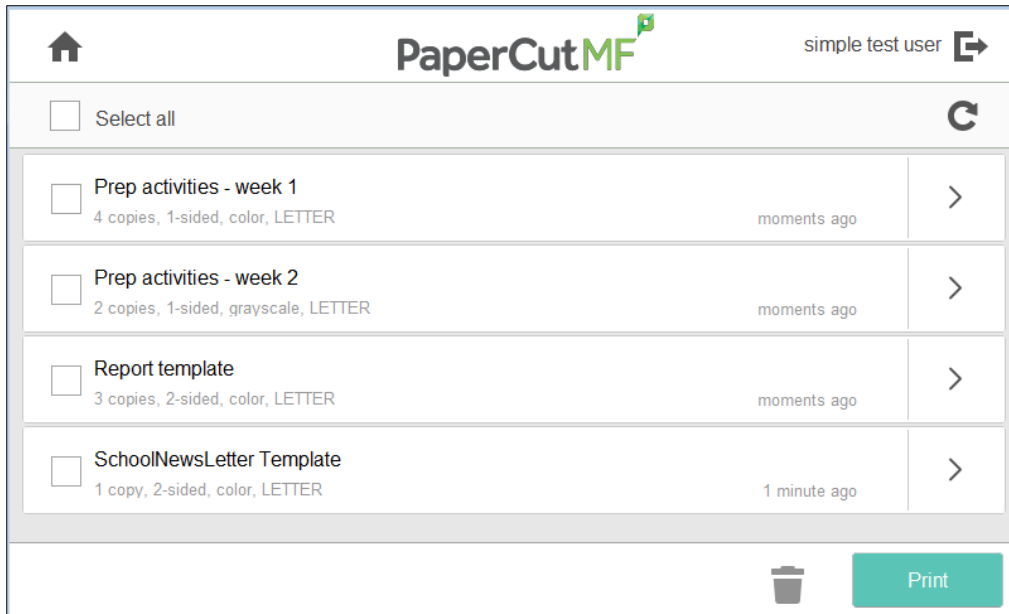 PaperCutMF
simple test user
Select all
Prep activities - week 1
4 copies, 1-sided, color, LETTER
moments ago
Prep activities - week 2
2 copies, 1-sided, grayscale, LETTER
moments ago
Report template
3 copies, 2-sided, color, LETTER
moments ago
SchoolNewsLetter Template
1 copy, 2-sided, color, LETTER
1 minute ago
Print